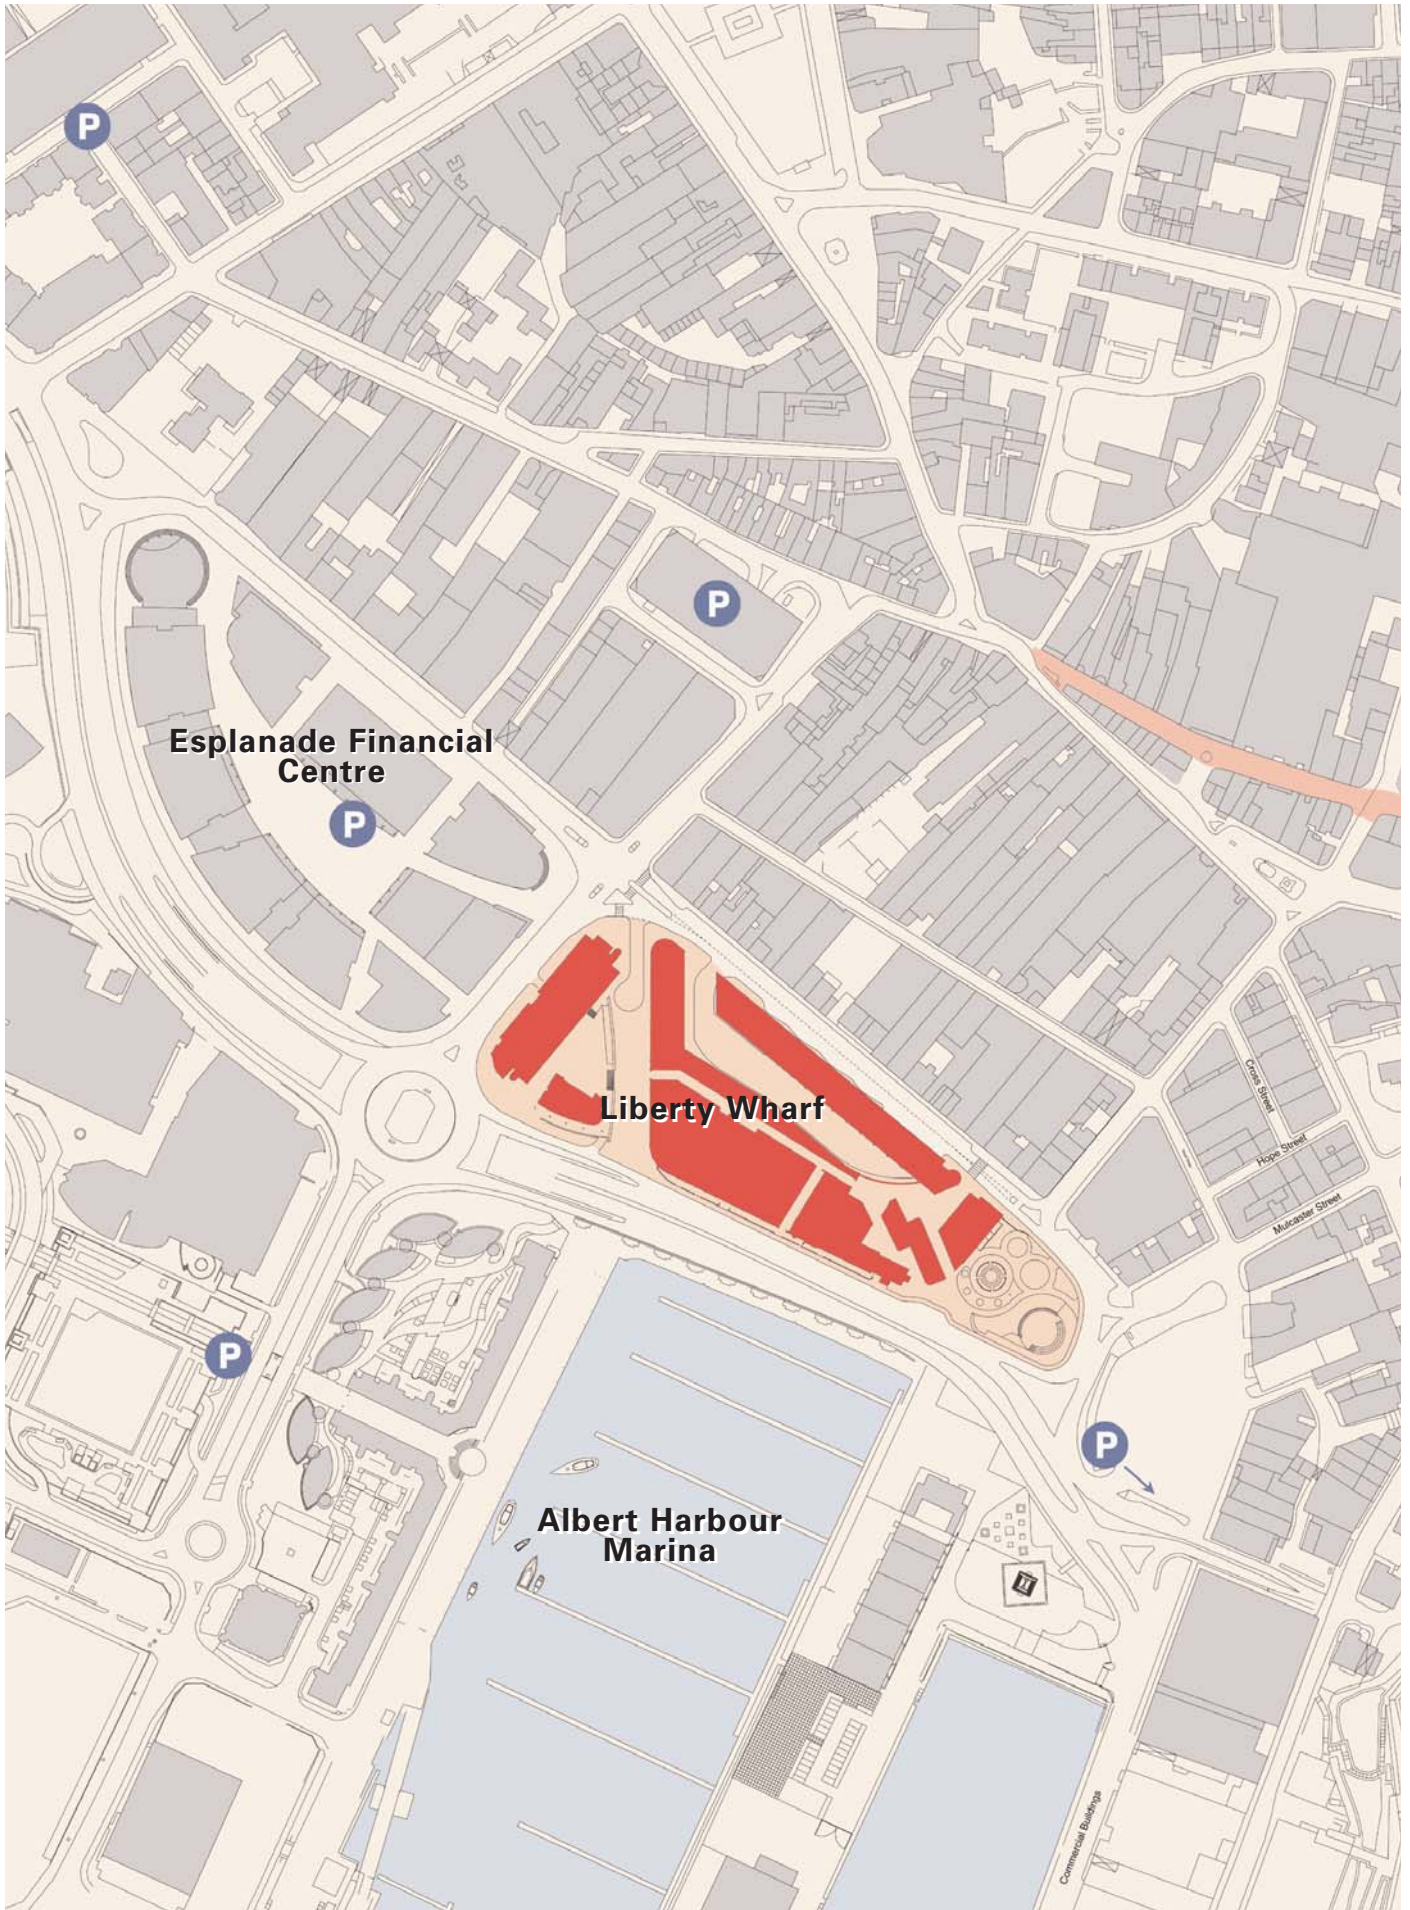 P
P
Esplanade Financial
Centre
P
Liberty Wharf
Cross Street
Hope Street
Mulcaster Street
P
P
Albert Harbour
Marina
Commercial Buildings